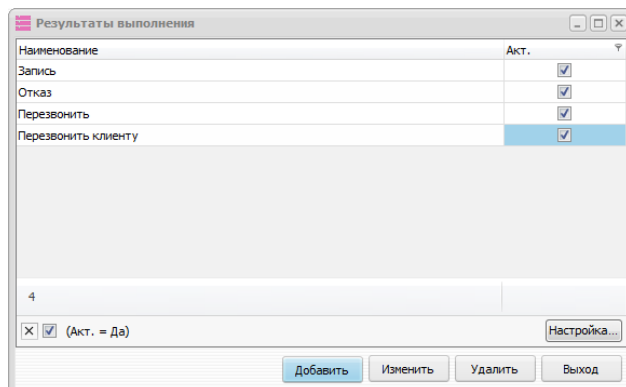 Результаты выполнения
Наименование Акт.
Запись
Отказ
Перезвонить
Перезвонить клиенту
4
(Акт. = Да) Настройка...
Добавить Изменить Удалить Выход